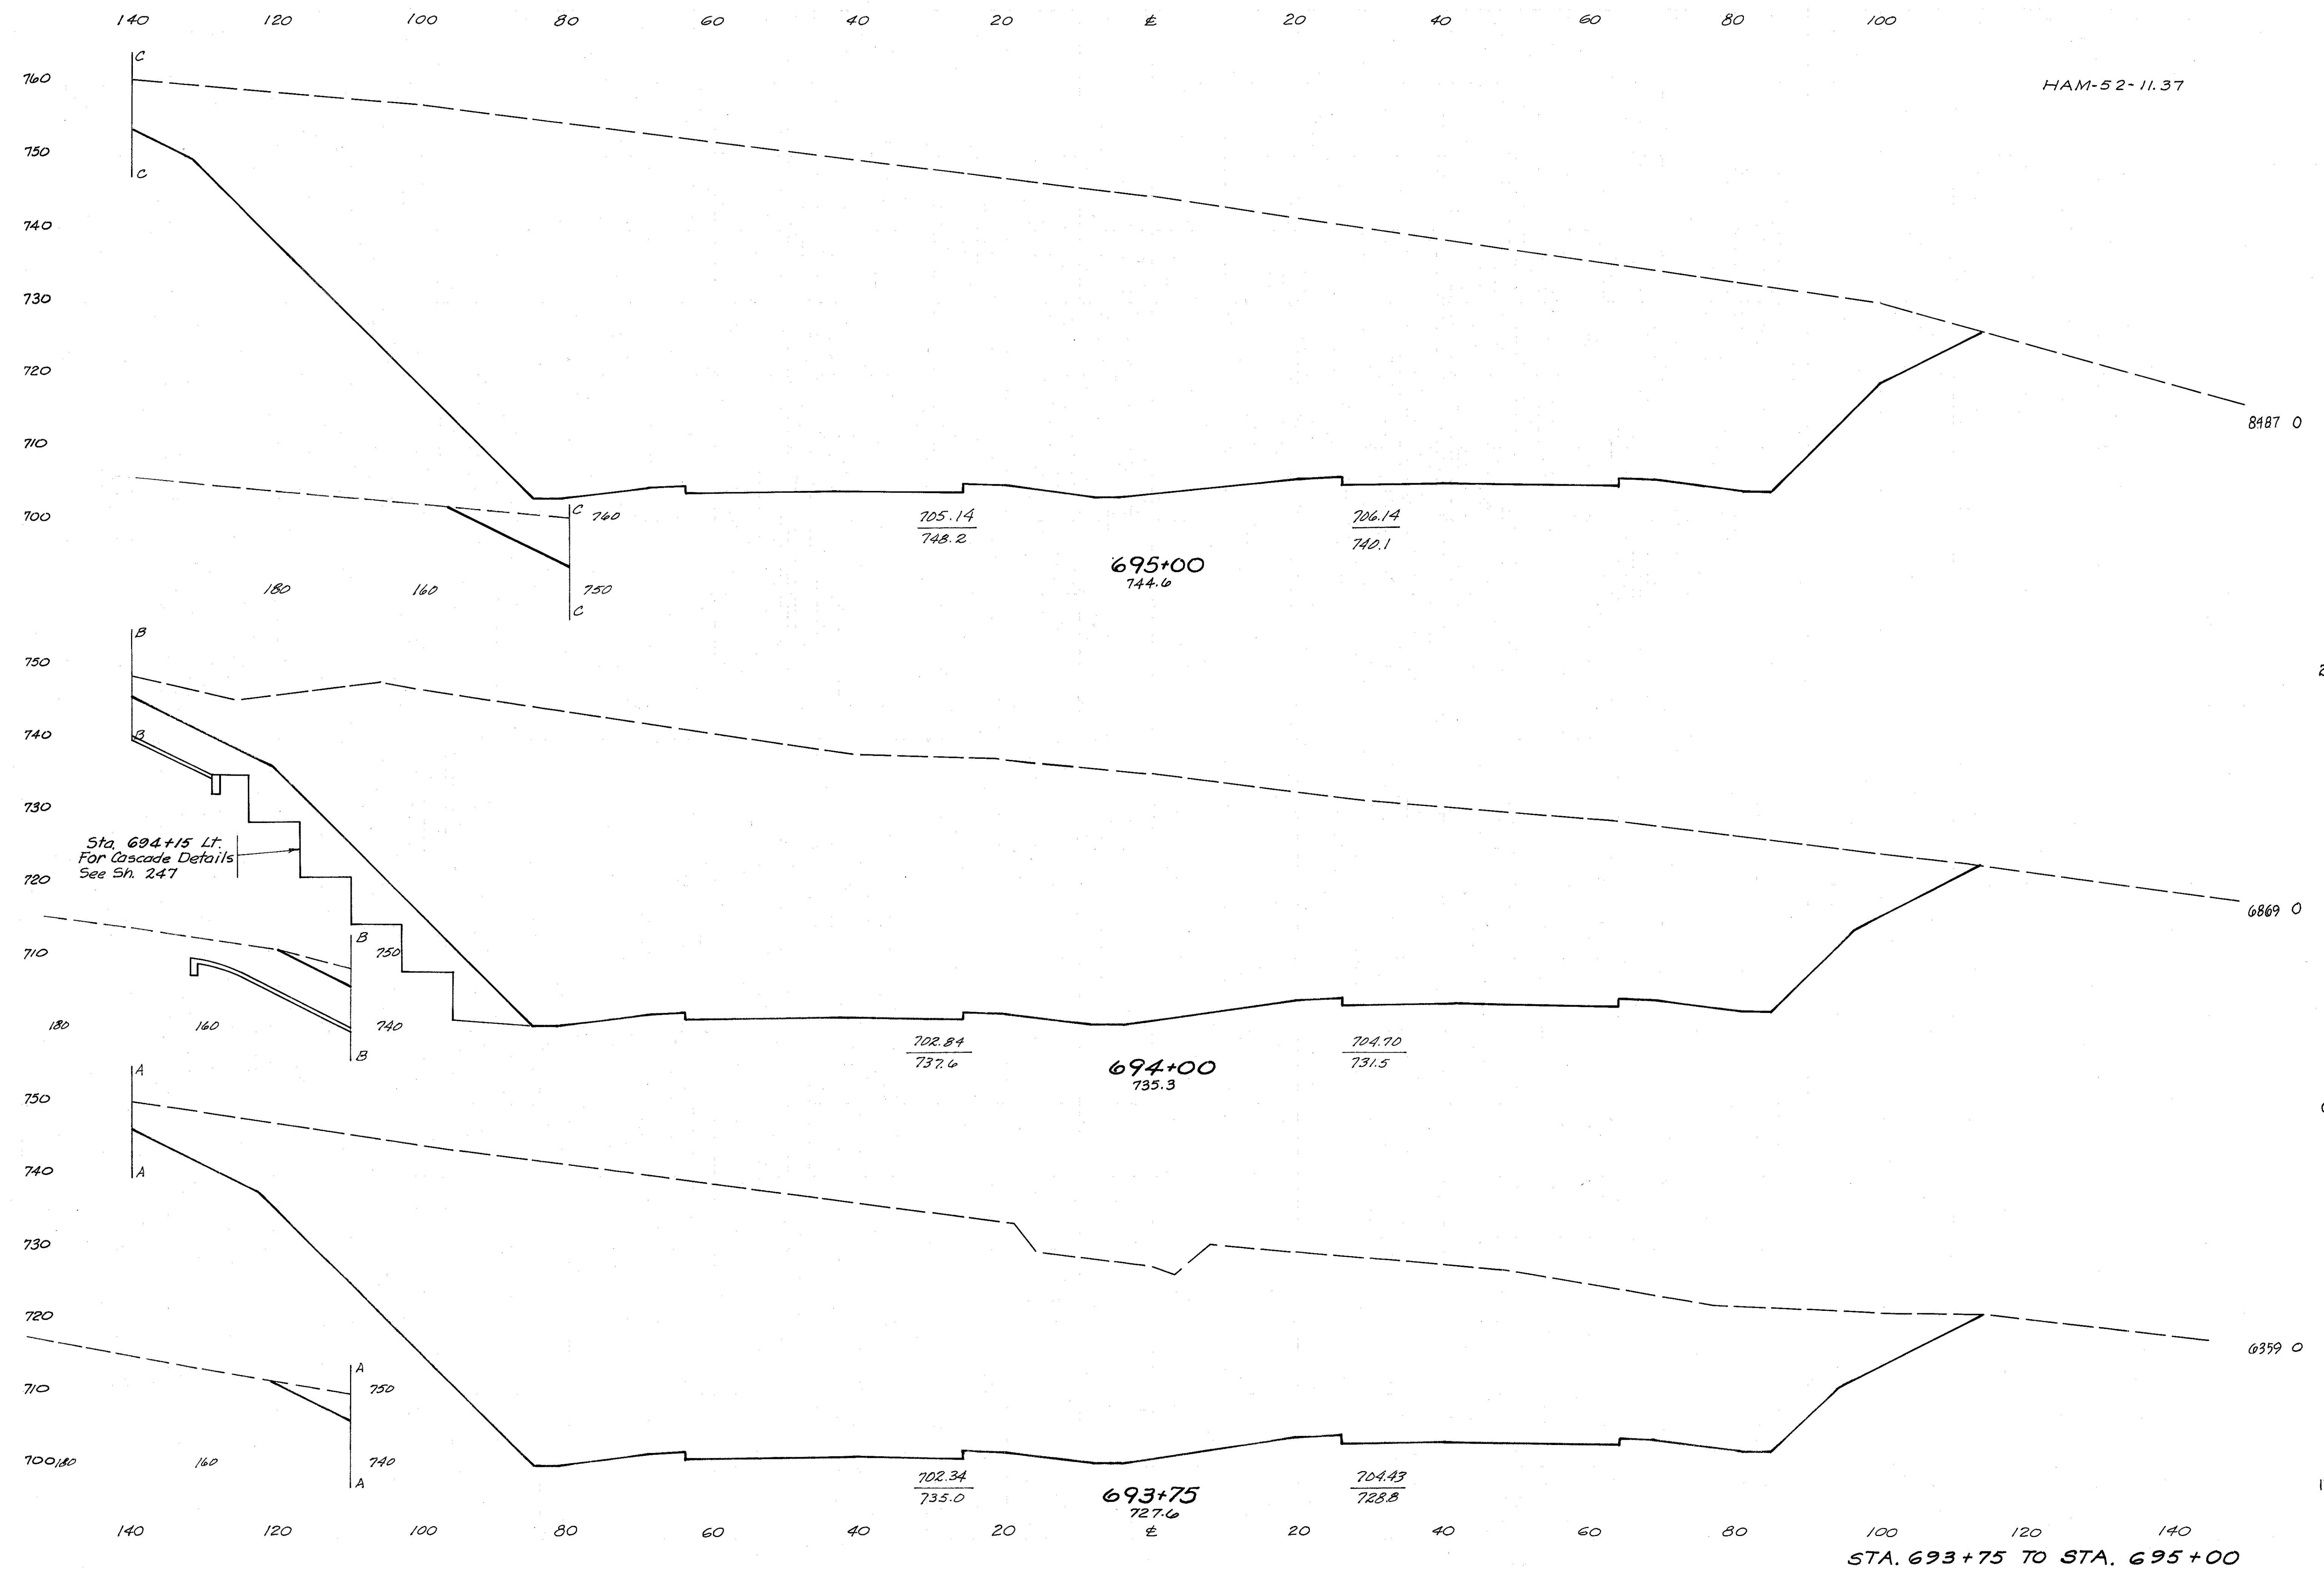 140 120 100 80 60 40 20 ℄ 20 40 60 80 100
HAM-52-11.37
C
760
750
C
740
730
720
710
8487 0
700
C 760
705.14
748.2
706.14
740.1
695+00
744.6
180 160 750
C
B
750
740
B
730
Sta. 694+15 Lt.
For Cascade Details
See Sh. 247
720
6869 0
710
B
750
180 160 740
B
702.84
737.6
704.70
731.5
694+00
735.3
A
750
740
A
730
720
6359 0
710
A
750
700 180 160 740
A
702.34
735.0
704.43
728.8
693+75
727.6
140 120 100 80 60 40 20 ℄ 20 40 60 80 100 120 140
STA. 693+75 TO STA. 695+00